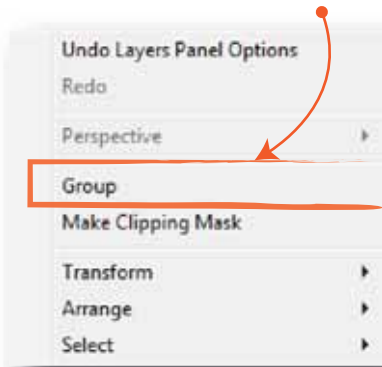 Undo Layers Panel Options
Redo
Perspective
Group
Make Clipping Mask
Transform
Arrange
Select